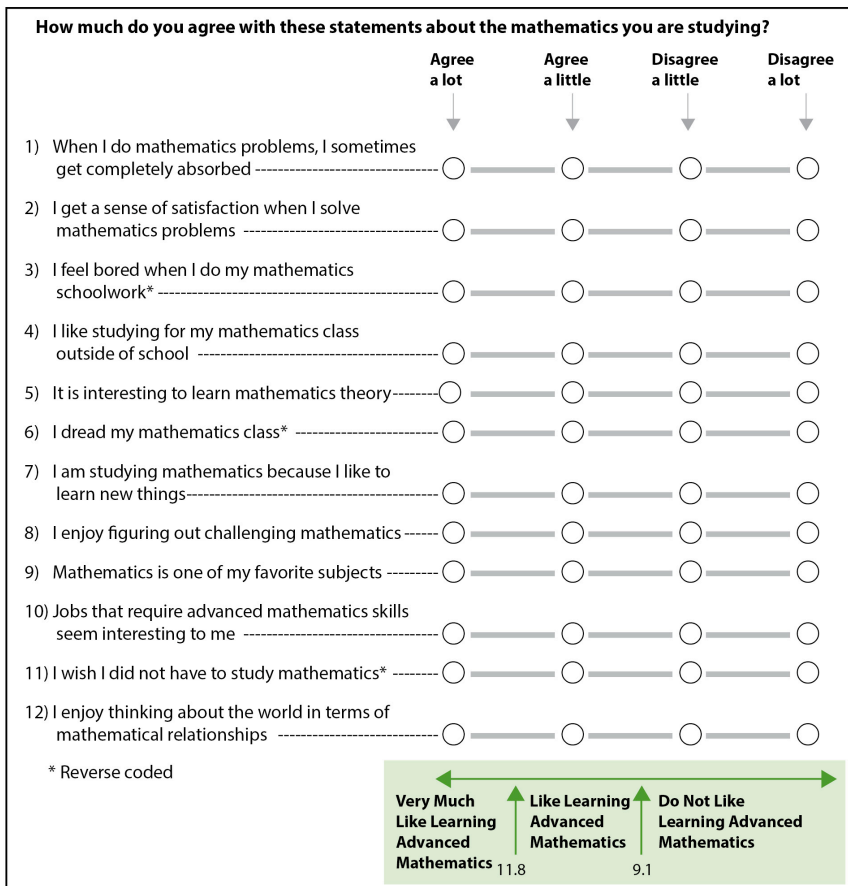 How much do you agree with these statements about the mathematics you are studying?
Agree a lot
Agree a little
Disagree a little
Disagree a lot
1) When I do mathematics problems, I sometimes
get completely absorbed
2) I get a sense of satisfaction when I solve
mathematics problems
3) I feel bored when I do my mathematics
schoolwork*
4) I like studying for my mathematics class
outside of school
5) It is interesting to learn mathematics theory
6) I dread my mathematics class*
7) I am studying mathematics because I like to
learn new things
8) I enjoy figuring out challenging mathematics
9) Mathematics is one of my favorite subjects
10) Jobs that require advanced mathematics skills
seem interesting to me
11) I wish I did not have to study mathematics*
12) I enjoy thinking about the world in terms of
mathematical relationships
* Reverse coded
Very Much
Like Learning
Advanced
Mathematics
11.8
Like Learning
Advanced
Mathematics
9.1
Do Not Like
Learning Advanced
Mathematics